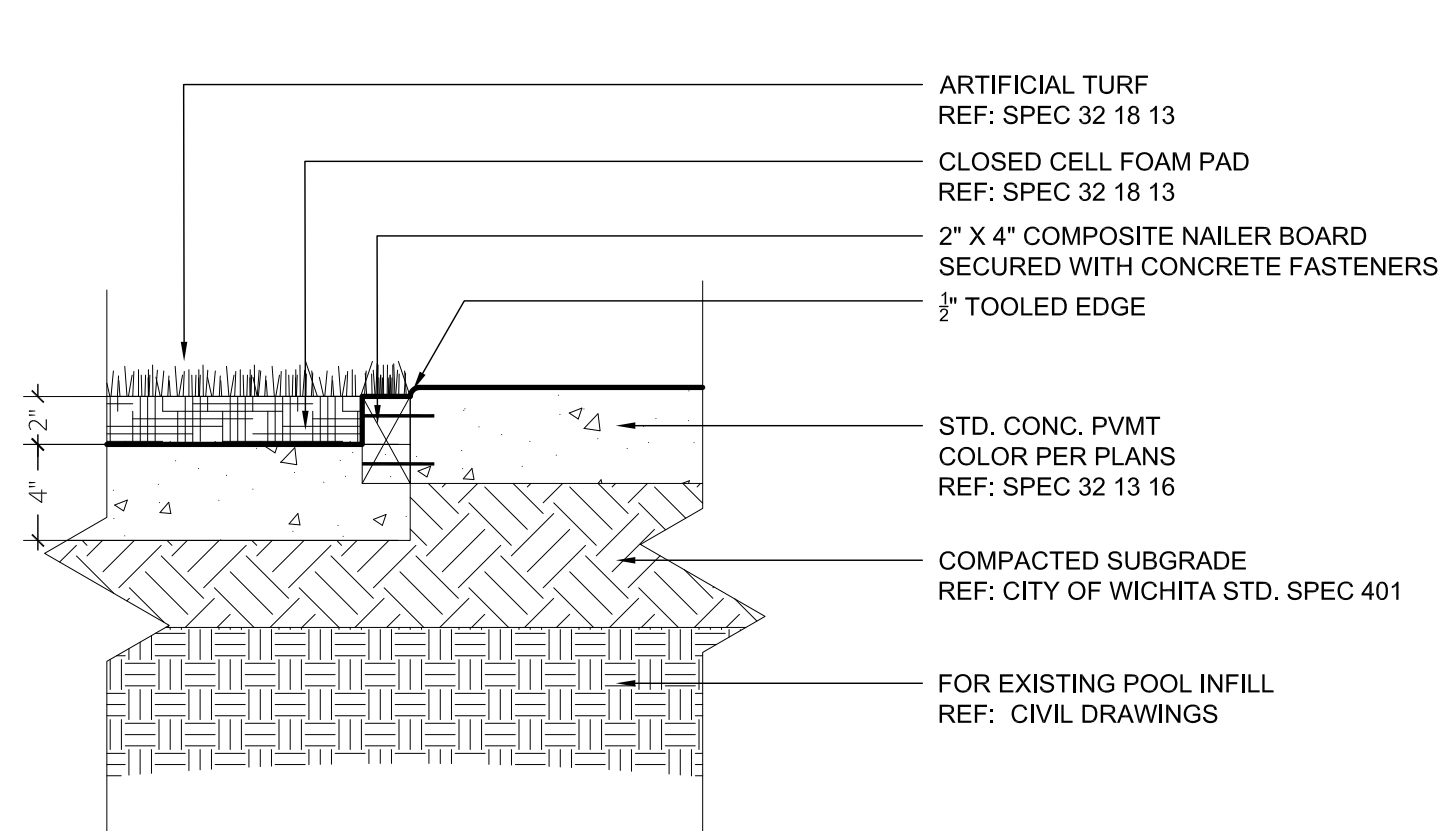 ARTIFICIAL TURF
REF: SPEC 32 18 13
CLOSED CELL FOAM PAD
REF: SPEC 32 18 13
2" X 4" COMPOSITE NAILER BOARD
SECURED WITH CONCRETE FASTENERS
½" TOOLED EDGE
2"
4"
STD. CONC. PVMT
COLOR PER PLANS
REF: SPEC 32 13 16
COMPACTED SUBGRADE
REF: CITY OF WICHITA STD. SPEC 401
FOR EXISTING POOL INFILL
REF: CIVIL DRAWINGS